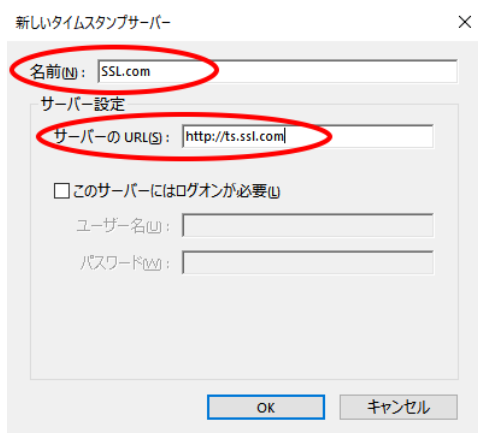 新しいタイムスタンプサーバー
名前(N): SSL.com
サーバー設定
サーバーの URL(S): http://ts.ssl.com
このサーバーにはログオンが必要(L)
ユーザー名(U):
パスワード(W):
OK キャンセル